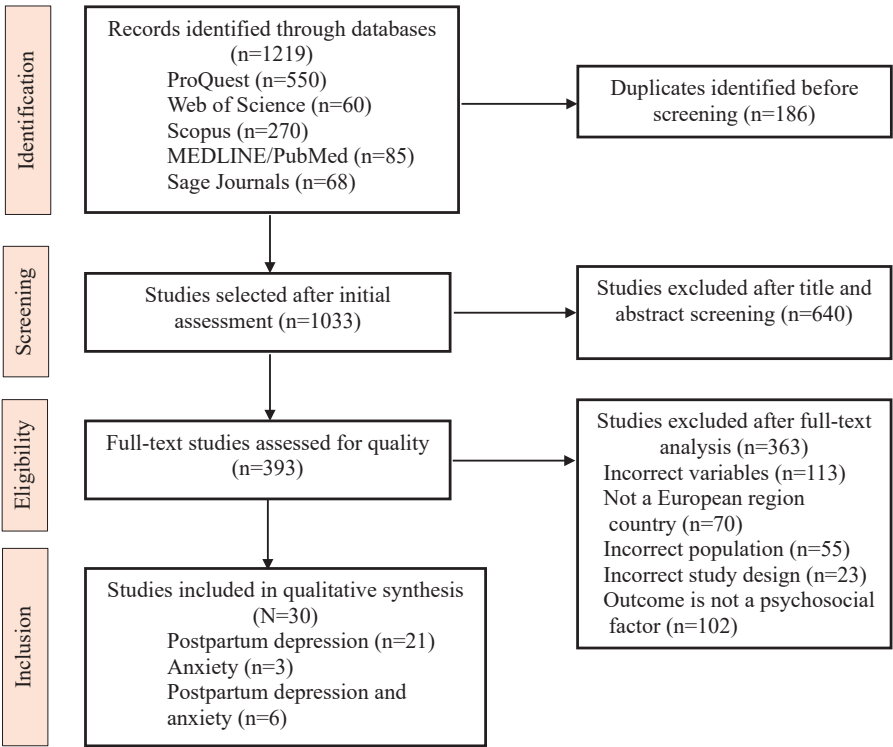 Identification
Records identified through databases
(n=1219)
ProQuest (n=550)
Web of Science (n=60)
Scopus (n=270)
MEDLINE/PubMed (n=85)
Sage Journals (n=68)
Duplicates identified before
screening (n=186)
Screening
Studies selected after initial
assessment (n=1033)
Studies excluded after title and
abstract screening (n=640)
Eligibility
Full-text studies assessed for quality
(n=393)
Studies excluded after full-text
analysis (n=363)
Incorrect variables (n=113)
Not a European region
country (n=70)
Incorrect population (n=55)
Incorrect study design (n=23)
Outcome is not a psychosocial
factor (n=102)
Inclusion
Studies included in qualitative synthesis
(N=30)
Postpartum depression (n=21)
Anxiety (n=3)
Postpartum depression and
anxiety (n=6)